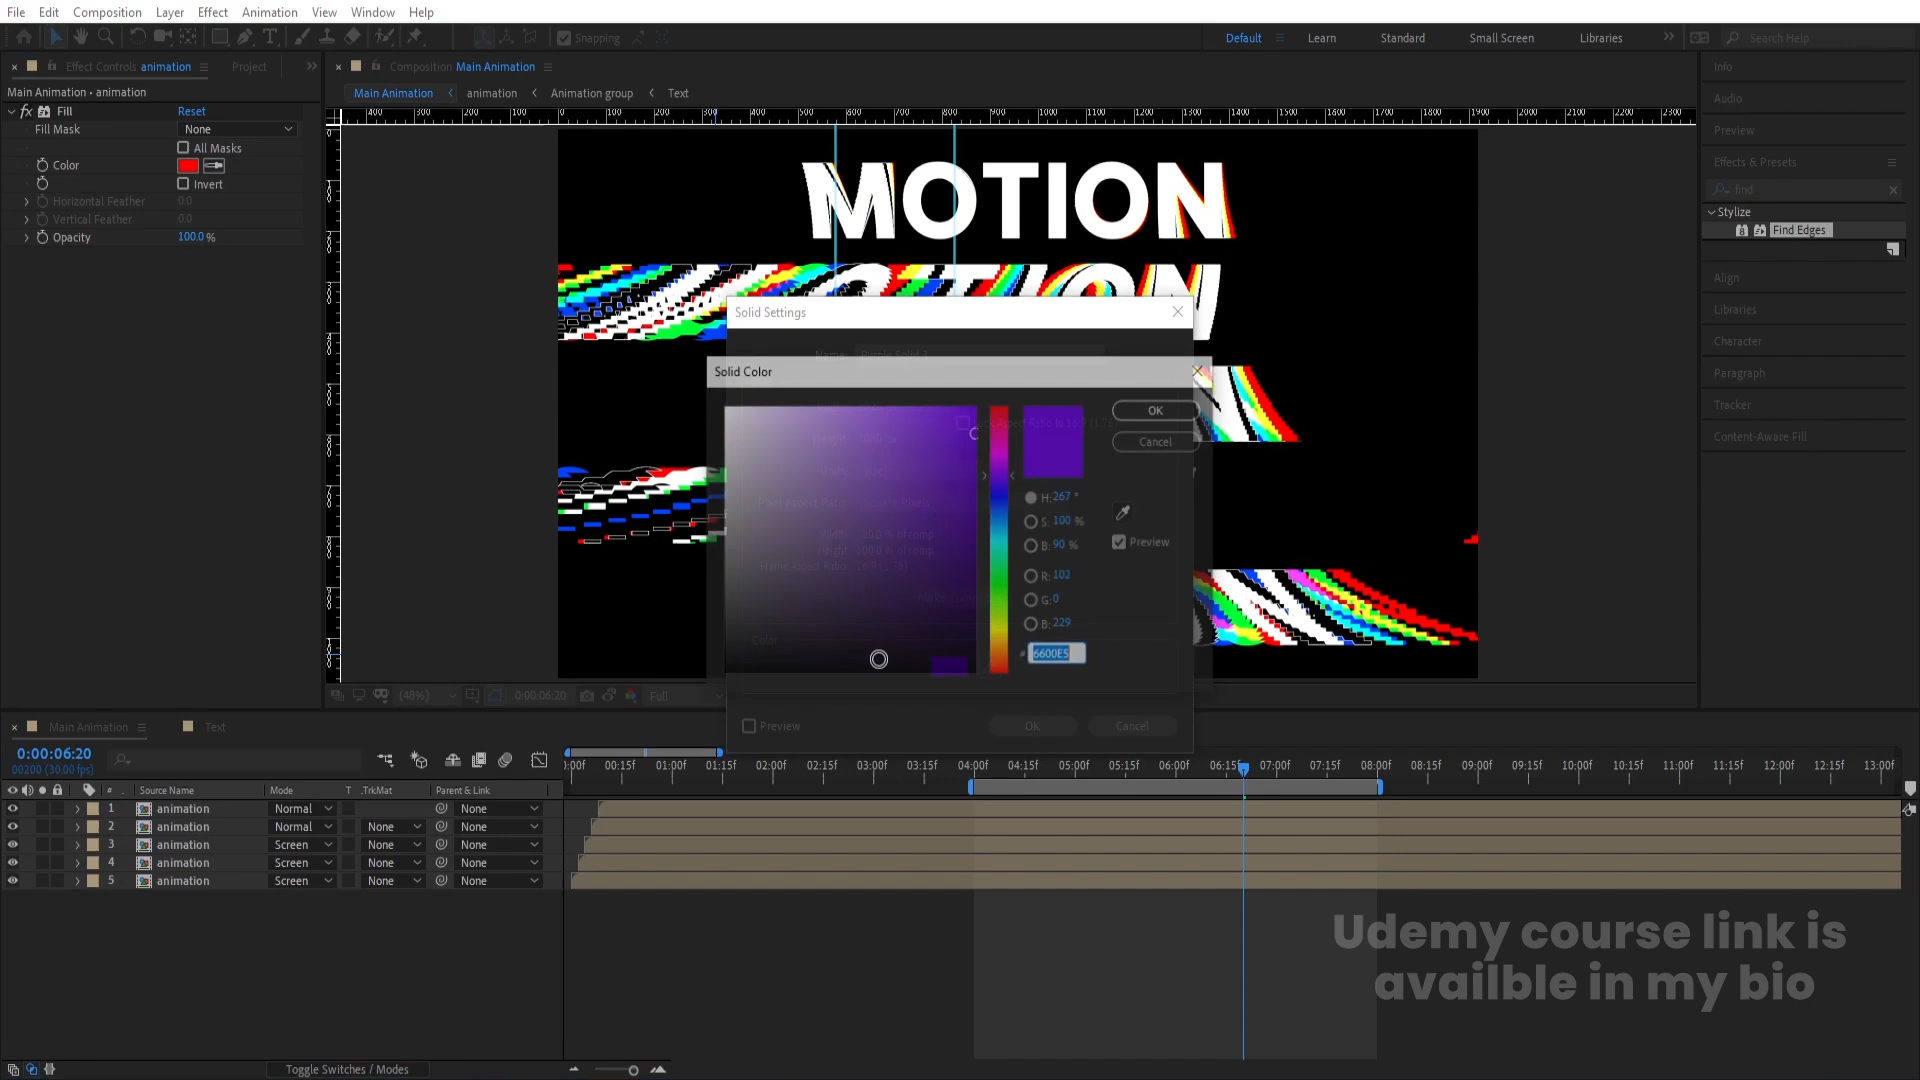 File Edit Composition Layer Effect Animation View Window Help
Snapping
Default Learn Standard Small Screen Libraries Search Help
Effect Controls animation Project
Composition Main Animation
Main Animation • animation
Main Animation animation Animation group Text
Fill Reset
Fill Mask None
All Masks
Color
Invert
Horizontal Feather 0.0
Vertical Feather 0.0
Opacity 100.0 %
Info
Audio
Preview
Effects & Presets
find
Stylize
Find Edges
Align
Libraries
Character
Paragraph
Tracker
Content-Aware Fill
MOTION
Solid Settings
Solid Color
OK
Cancel
H: 267 °
S: 100 %
B: 90 %
Preview
R: 102
G: 0
B: 229
# 6600E5
Color
Preview OK Cancel
(48%) 0:00:06:20 Full
Main Animation Text
0:00:06:20
00200 (30.00 fps)
:00f 00:15f 01:00f 01:15f 02:00f 02:15f 03:00f 03:15f 04:00f 04:15f 05:00f 05:15f 06:00f 06:15f 07:00f 07:15f 08:00f 08:15f 09:00f 09:15f 10:00f 10:15f 11:00f 11:15f 12:00f 12:15f 13:00f
# Source Name Mode T .TrkMat Parent & Link
1 animation Normal None
2 animation Normal None None
3 animation Screen None None
4 animation Screen None None
5 animation Screen None None
Udemy course link is
availble in my bio
Toggle Switches / Modes